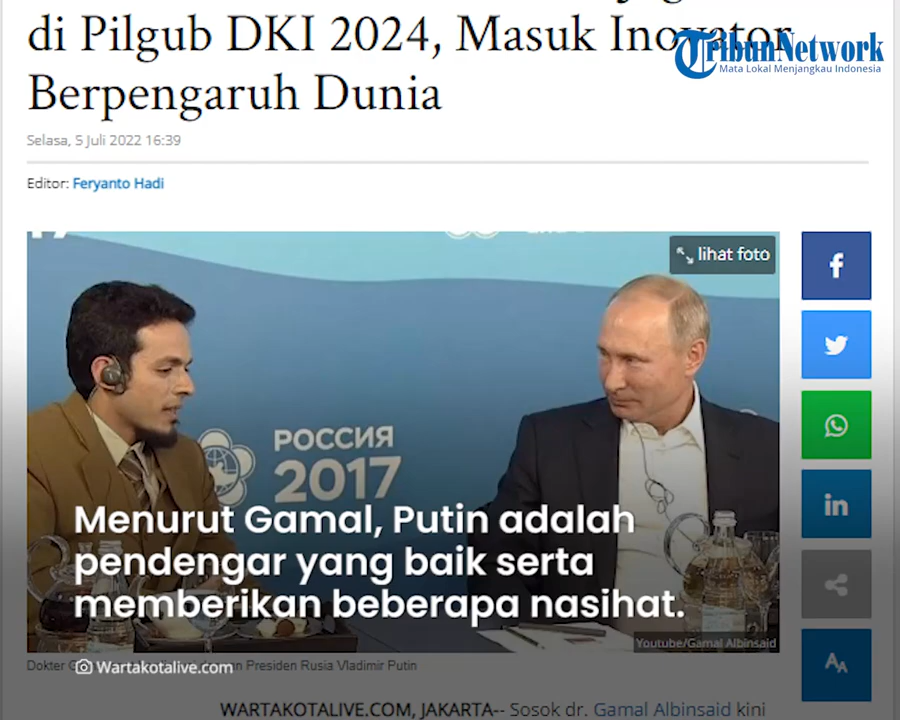 di Pilgub DKI 2024, Masuk Inovator
TribunNetwork
Mata Lokal Menjangkau Indonesia
Berpengaruh Dunia
Selasa, 5 Juli 2022 16:39
Editor: Feryanto Hadi
lihat foto
РОССИЯ
2017
Menurut Gamal, Putin adalah
pendengar yang baik serta
memberikan beberapa nasihat.
Youtube/Gamal Albinsaid
Dokter
Presiden Rusia Vladimir Putin
Wartakotalive.com
WARTAKOTALIVE.COM, JAKARTA-- Sosok dr. Gamal Albinsaid kini